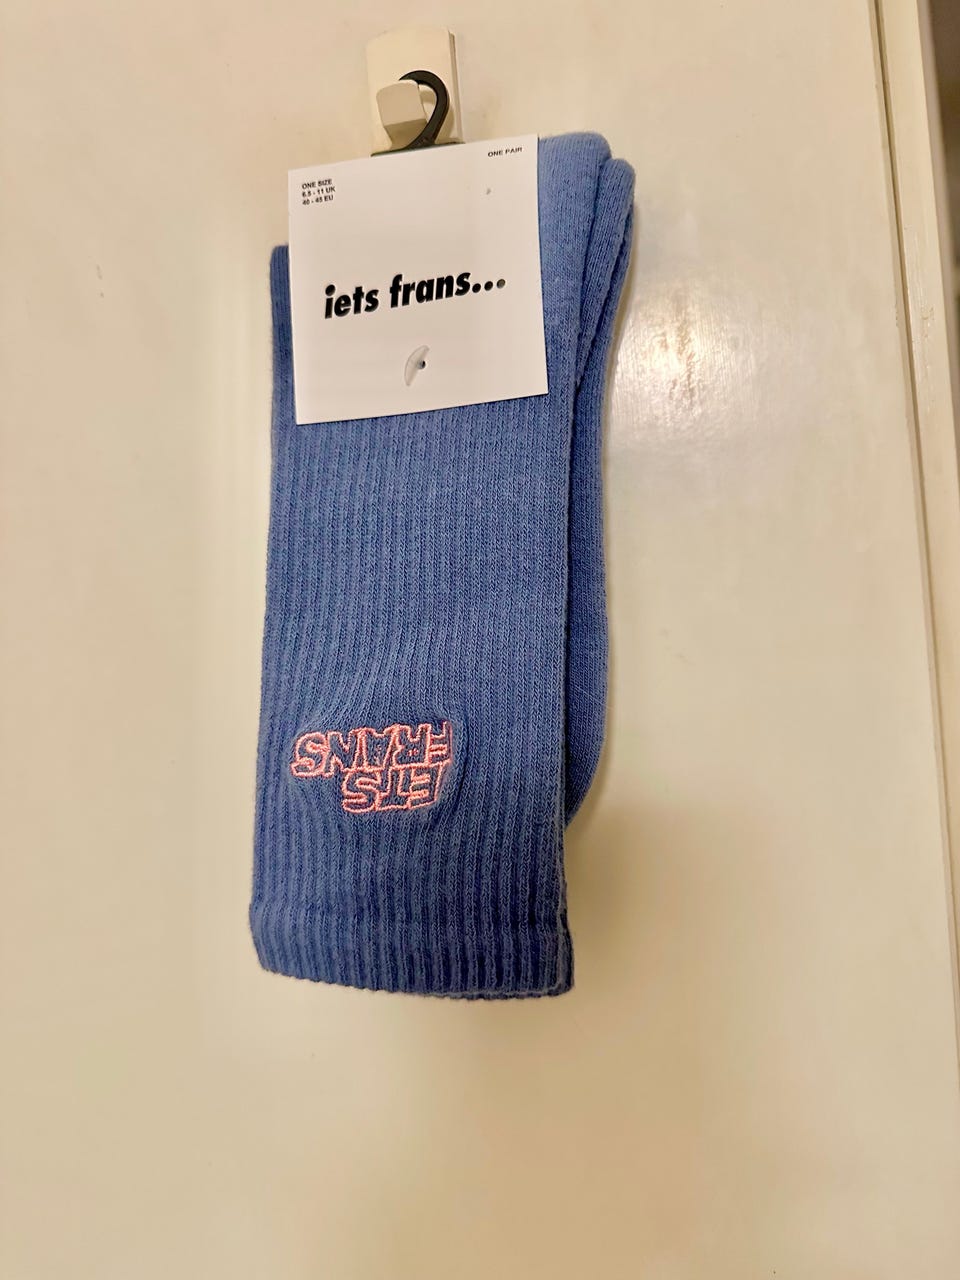 ONE SIZE
6.5 - 11 UK
40 - 45 EU
ONE PAIR
iets frans...
IETS
FRANS